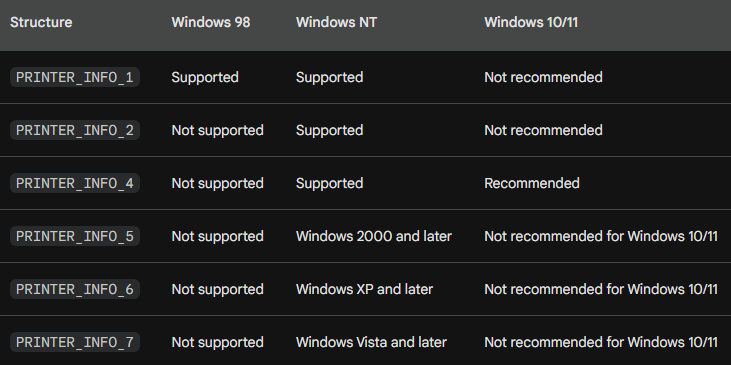 Structure Windows 98 Windows NT Windows 10/11
PRINTER_INFO_1 Supported Supported Not recommended
PRINTER_INFO_2 Not supported Supported Not recommended
PRINTER_INFO_4 Not supported Supported Recommended
PRINTER_INFO_5 Not supported Windows 2000 and later Not recommended for Windows 10/11
PRINTER_INFO_6 Not supported Windows XP and later Not recommended for Windows 10/11
PRINTER_INFO_7 Not supported Windows Vista and later Not recommended for Windows 10/11